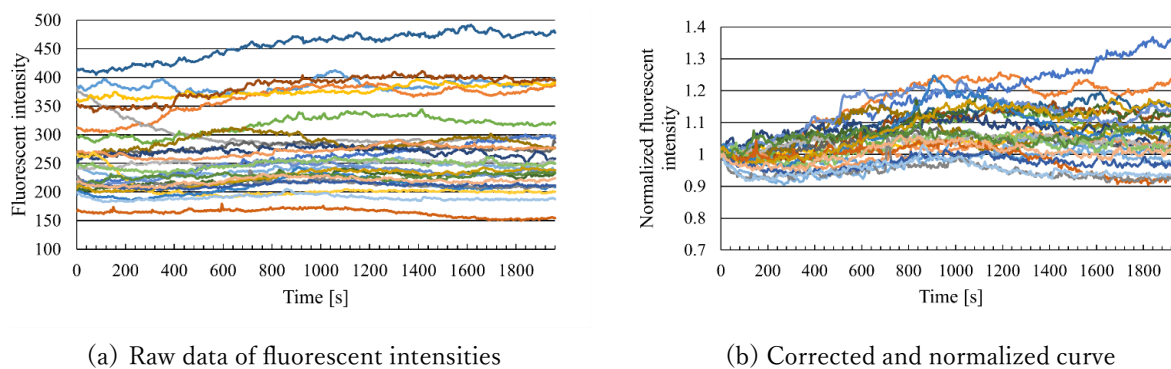 500
450
400
350
300
250
200
150
100
Fluorescent intensity
0 200 400 600 800 1000 1200 1400 1600 1800
Time [s]
(a) Raw data of fluorescent intensities
1.4
1.3
1.2
1.1
1
0.9
0.8
0.7
Normalized fluorescent
intensity
0 200 400 600 800 1000 1200 1400 1600 1800
Time [s]
(b) Corrected and normalized curve